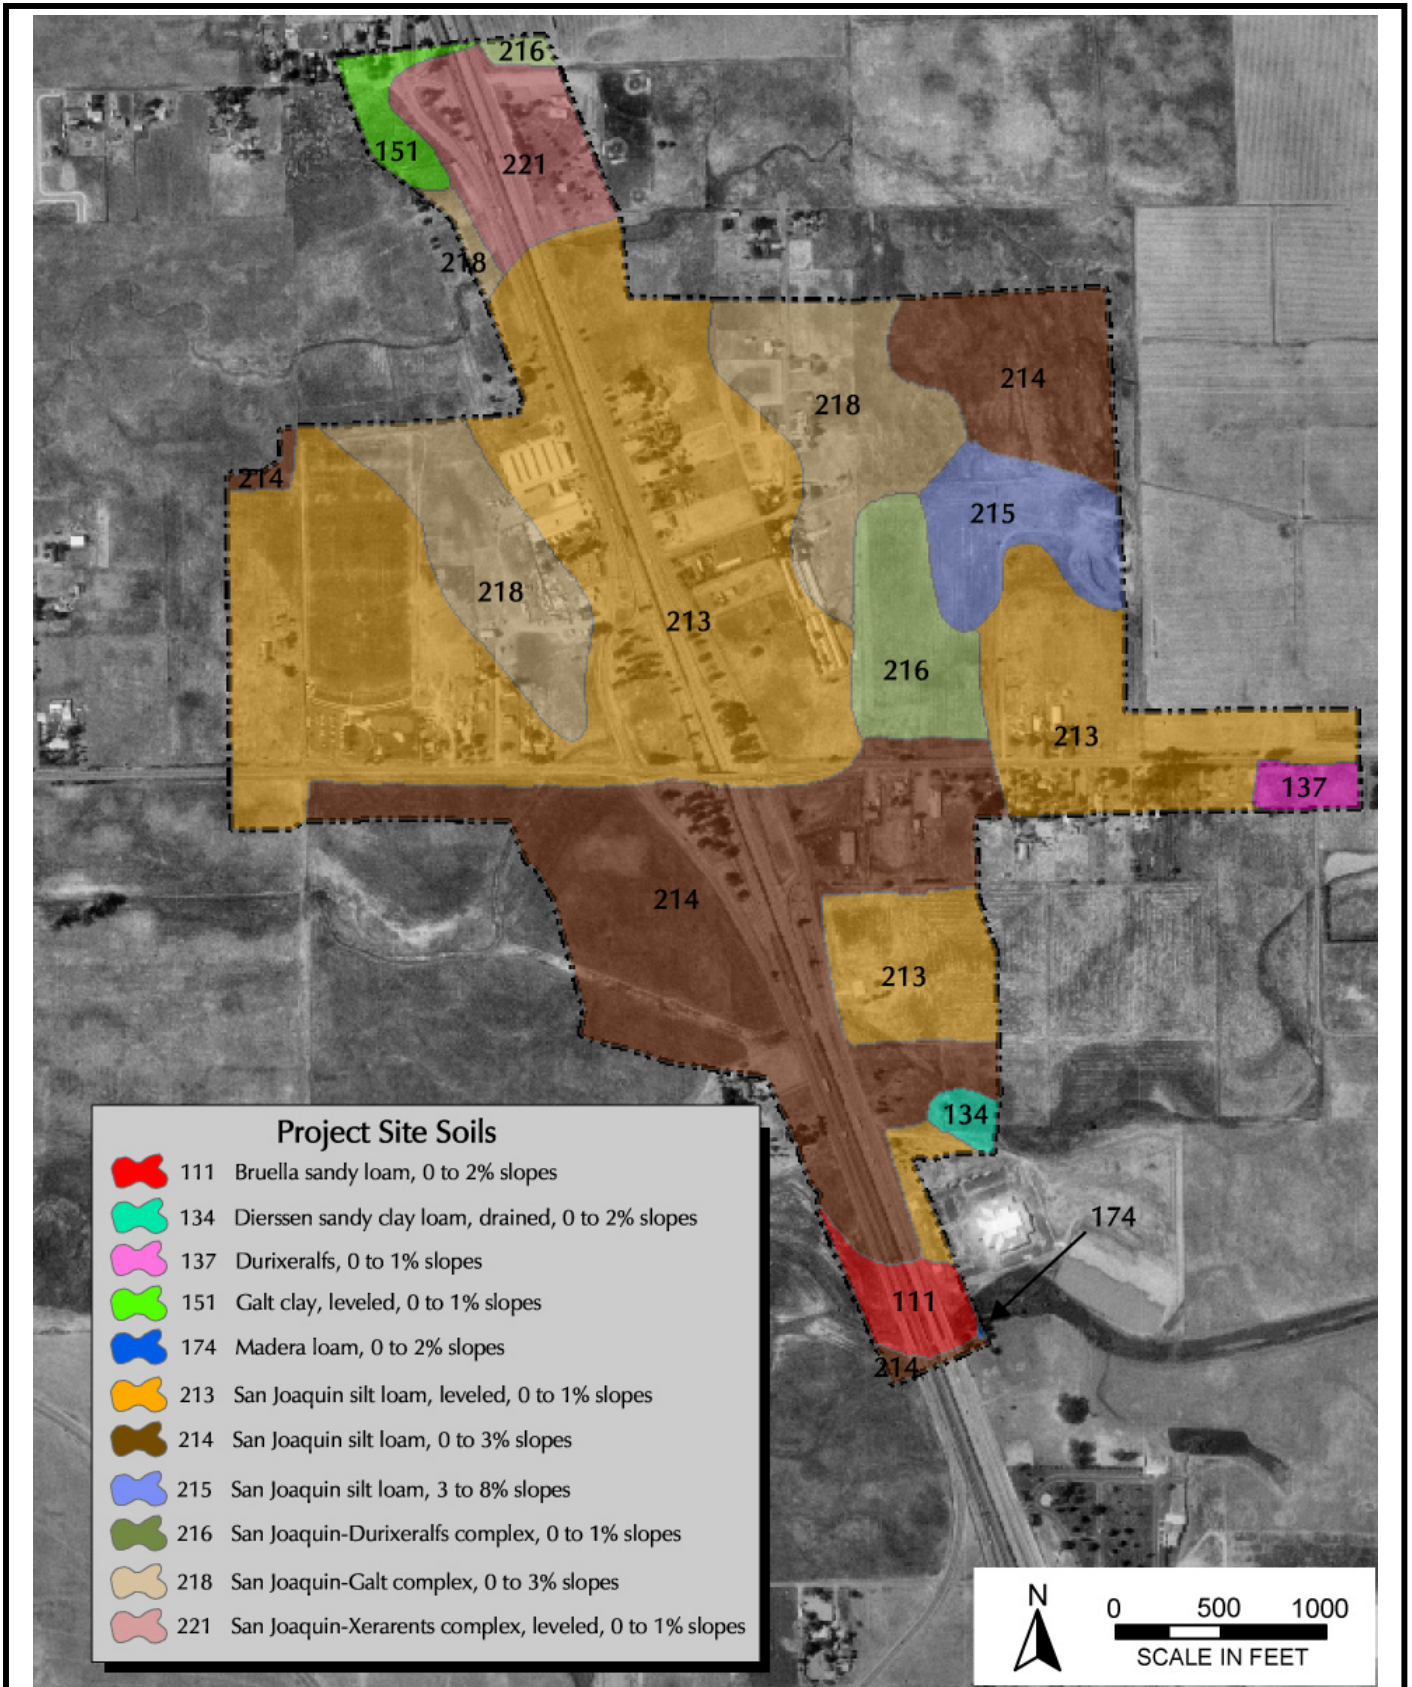 216
151
221
218
214
218
214
215
218
213
216
213
137
214
213
134
174
111
214
Project Site Soils
111 Bruella sandy loam, 0 to 2% slopes
134 Dierssen sandy clay loam, drained, 0 to 2% slopes
137 Durixeralfs, 0 to 1% slopes
151 Galt clay, leveled, 0 to 1% slopes
174 Madera loam, 0 to 2% slopes
213 San Joaquin silt loam, leveled, 0 to 1% slopes
214 San Joaquin silt loam, 0 to 3% slopes
215 San Joaquin silt loam, 3 to 8% slopes
216 San Joaquin-Durixeralfs complex, 0 to 1% slopes
218 San Joaquin-Galt complex, 0 to 3% slopes
221 San Joaquin-Xerarents complex, leveled, 0 to 1% slopes
N
0 500 1000
SCALE IN FEET